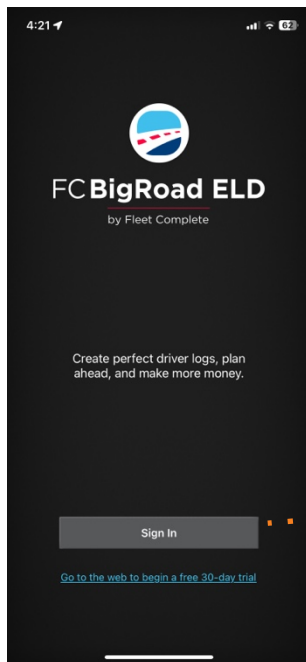 4:21
62
FC BigRoad ELD
by Fleet Complete
Create perfect driver logs, plan
ahead, and make more money.
Sign In
Go to the web to begin a free 30-day trial